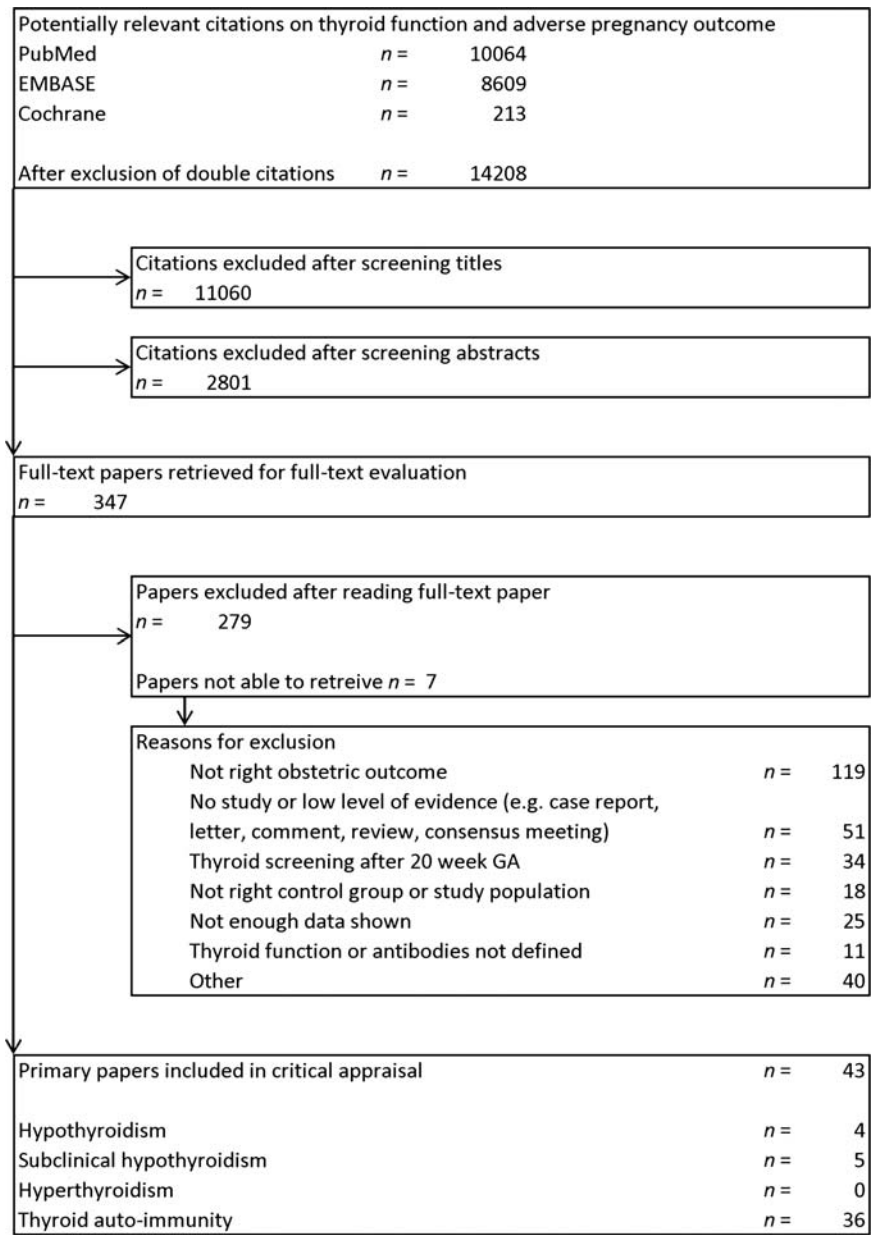 Potentially relevant citations on thyroid function and adverse pregnancy outcome
PubMed n = 10064
EMBASE n = 8609
Cochrane n = 213
After exclusion of double citations n = 14208
Citations excluded after screening titles
n = 11060
Citations excluded after screening abstracts
n = 2801
Full-text papers retrieved for full-text evaluation
n = 347
Papers excluded after reading full-text paper
n = 279
Papers not able to retreive n = 7
Reasons for exclusion
Not right obstetric outcome n = 119
No study or low level of evidence (e.g. case report,
letter, comment, review, consensus meeting) n = 51
Thyroid screening after 20 week GA n = 34
Not right control group or study population n = 18
Not enough data shown n = 25
Thyroid function or antibodies not defined n = 11
Other n = 40
Primary papers included in critical appraisal n = 43
Hypothyroidism n = 4
Subclinical hypothyroidism n = 5
Hyperthyroidism n = 0
Thyroid auto-immunity n = 36